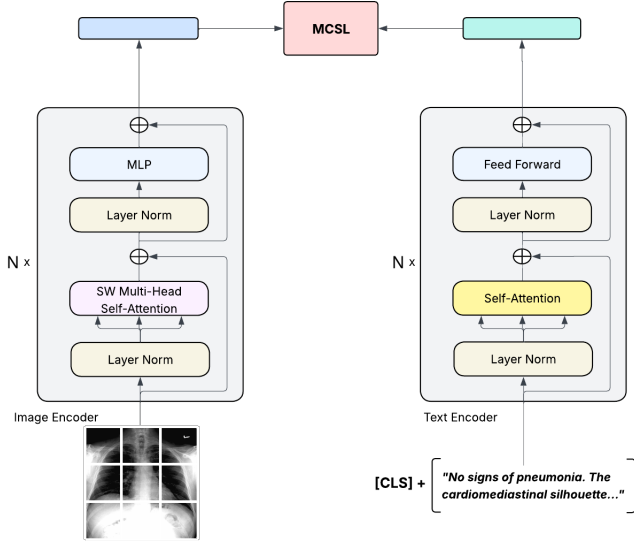 MCSL
MLP
Layer Norm
N x
SW Multi-Head
Self-Attention
Layer Norm
Image Encoder
Feed Forward
Layer Norm
N x
Self-Attention
Layer Norm
Text Encoder
[CLS] +
"No signs of pneumonia. The
cardiomediastinal silhouette..."